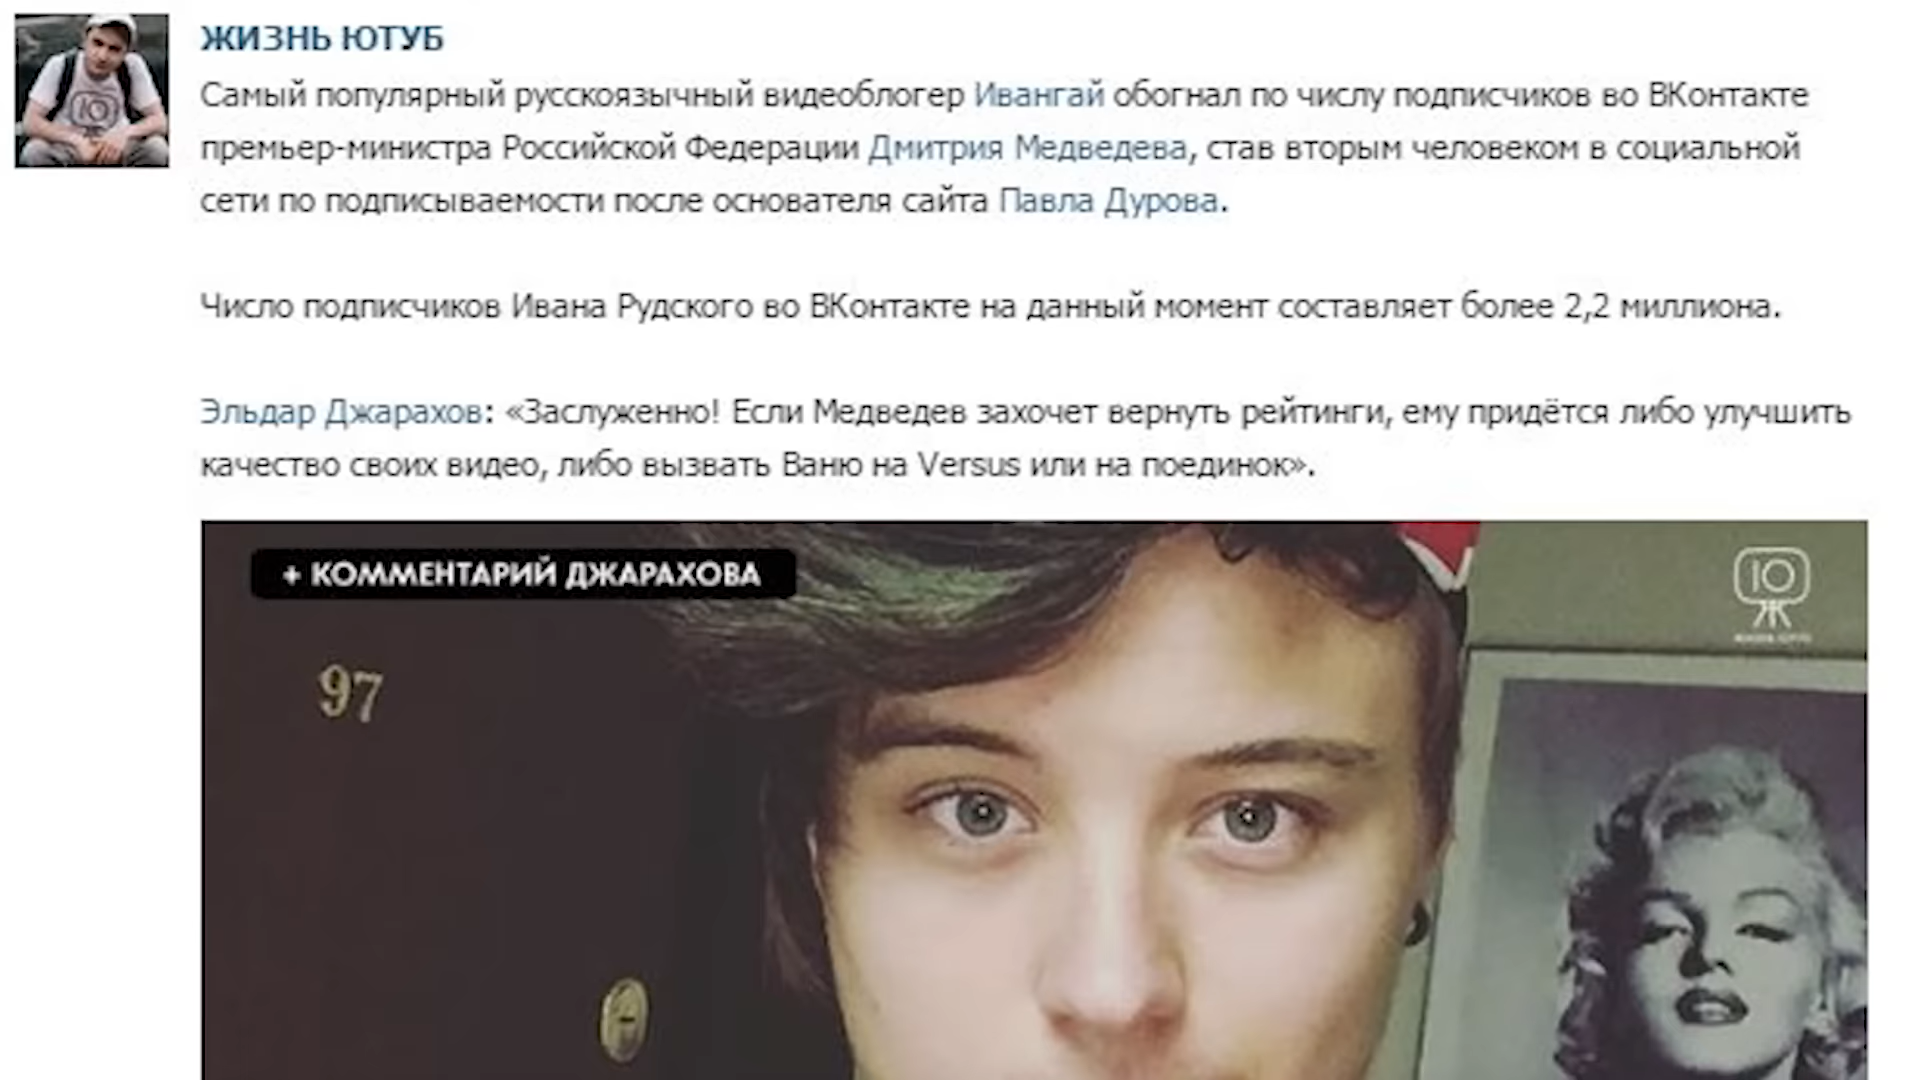 ЖИЗНЬ ЮТУБ
Самый популярный русскоязычный видеоблогер Ивангай обогнал по числу подписчиков во ВКонтакте
премьер-министра Российской Федерации Дмитрия Медведева, став вторым человеком в социальной
сети по подписываемости после основателя сайта Павла Дурова.
Число подписчиков Ивана Рудского во ВКонтакте на данный момент составляет более 2,2 миллиона.
Эльдар Джарахов: «Заслуженно! Если Медведев захочет вернуть рейтинги, ему придётся либо улучшить
качество своих видео, либо вызвать Ваню на Versus или на поединок».
+ КОММЕНТАРИЙ ДЖАРАХОВА
Ю
Ж
97